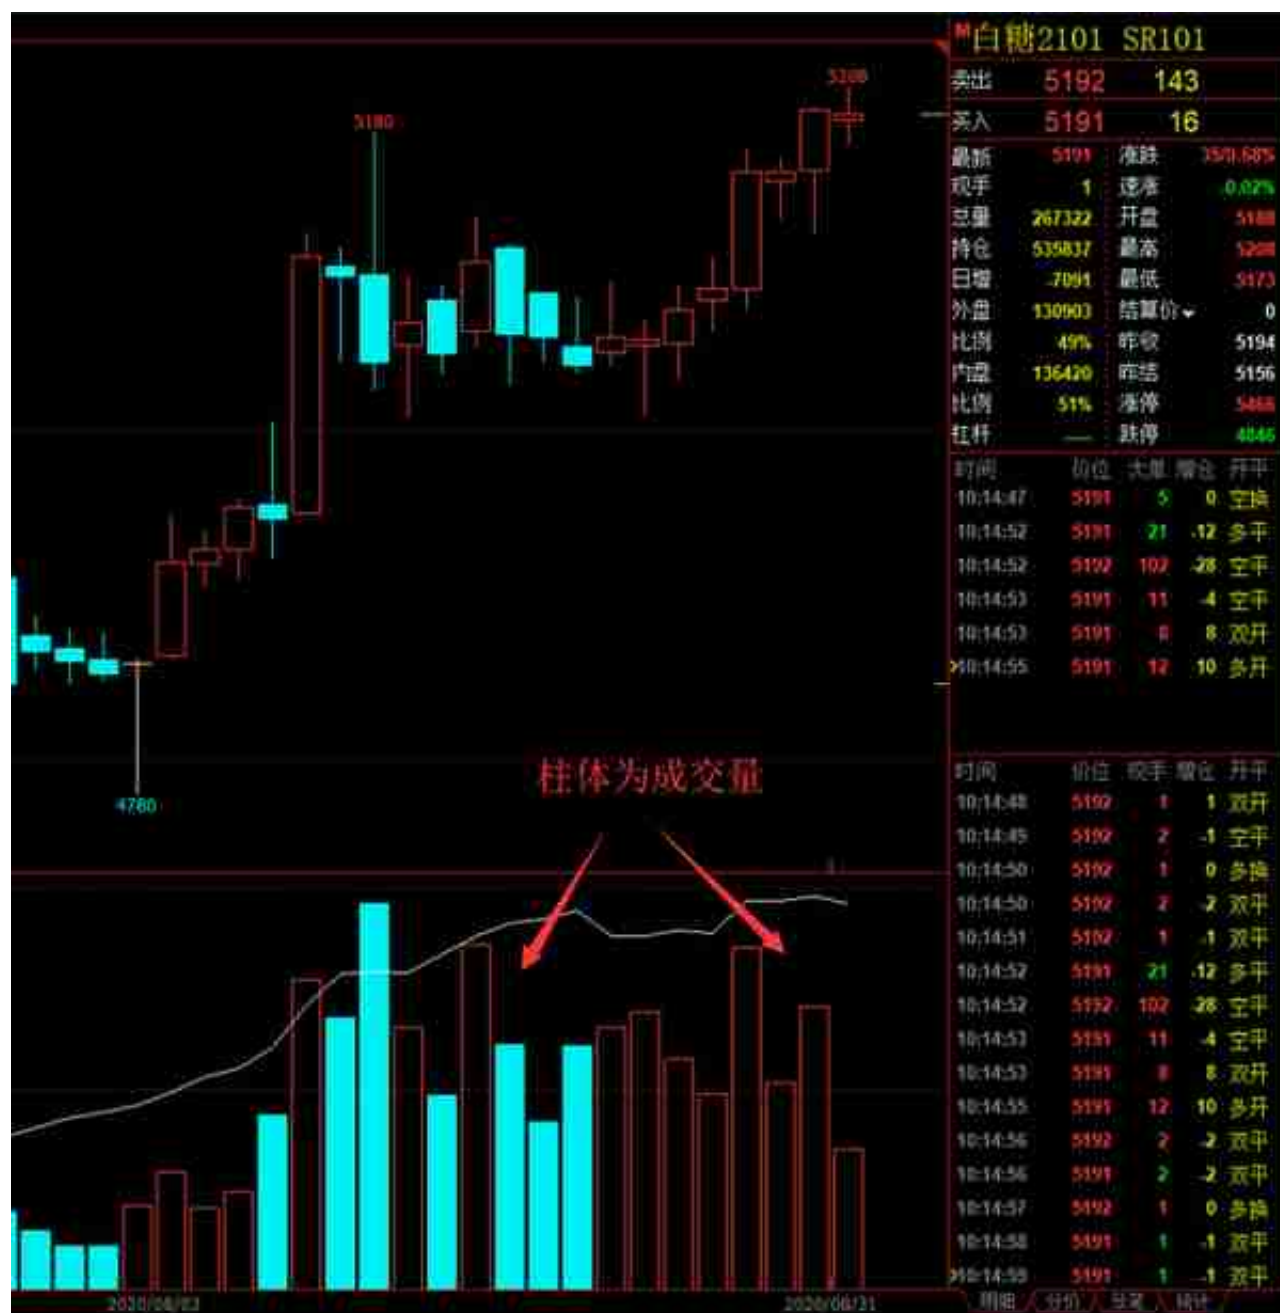 M白糖2101 SR101
卖出 5192 143
买入 5191 16
最新 5191 涨跌 35/0.68%
现手 1 速涨 -0.02%
总量 267322 开盘 5188
持仓 535837 最高 5208
日增 -7091 最低 5173
外盘 130903 结算价 0
比例 49% 昨收 5194
内盘 136420 昨结 5156
比例 51% 涨停 5466
杠杆 — 跌停 4846
时间 价位 大单 增仓 开平
10:14:47 5191 5 0 空换
10:14:52 5191 21 -12 多平
10:14:52 5192 102 -28 空平
10:14:53 5191 11 -4 空平
10:14:53 5191 8 8 双开
10:14:55 5191 12 10 多开
时间 价位 现手 增仓 开平
10:14:48 5192 1 1 双开
10:14:49 5192 2 -1 空平
10:14:50 5192 1 0 多换
10:14:50 5192 2 -2 双平
10:14:51 5192 1 -1 双平
10:14:52 5191 21 -12 多平
10:14:52 5192 102 -28 空平
10:14:53 5191 11 -4 空平
10:14:53 5191 8 8 双开
10:14:55 5191 12 10 多开
10:14:56 5192 2 -2 双平
10:14:56 5191 2 -2 双平
10:14:57 5192 1 0 多换
10:14:58 5191 1 -1 双平
10:14:59 5191 1 -1 双平
明细 分价 统计
5208
5180
4780
柱体为成交量
2020/08/03
2020/08/31